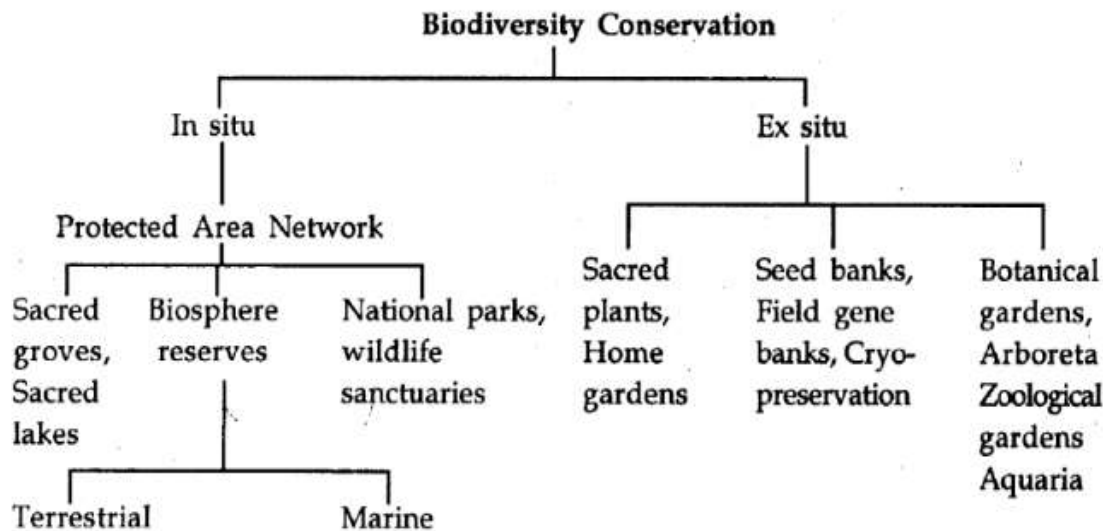 Biodiversity Conservation
In situ
Ex situ
Protected Area Network
Sacred
groves,
Sacred
lakes
Biosphere
reserves
National parks,
wildlife
sanctuaries
Terrestrial
Marine
Sacred
plants,
Home
gardens
Seed banks,
Field gene
banks, Cryo-
preservation
Botanical
gardens,
Arboreta
Zoological
gardens
Aquaria